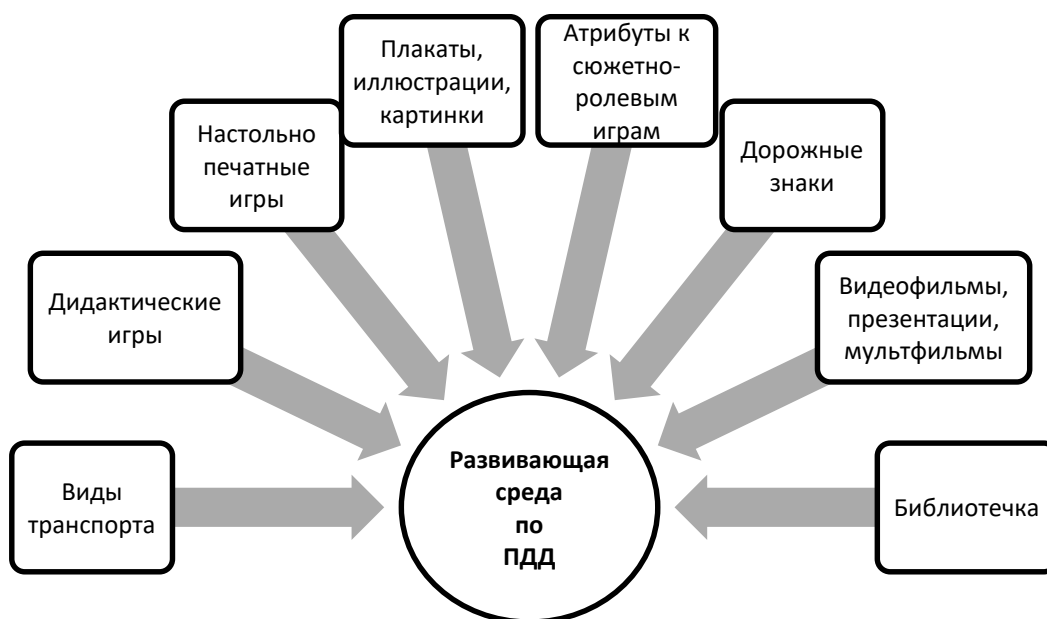 Плакаты,
иллюстрации,
картинки
Атрибуты к
сюжетно-
ролевым
играм
Настольно
печатные
игры
Дорожные
знаки
Дидактические
игры
Видеофильмы,
презентации,
мультфильмы
Виды
транспорта
Развивающая
среда
по
ПДД
Библиотечка